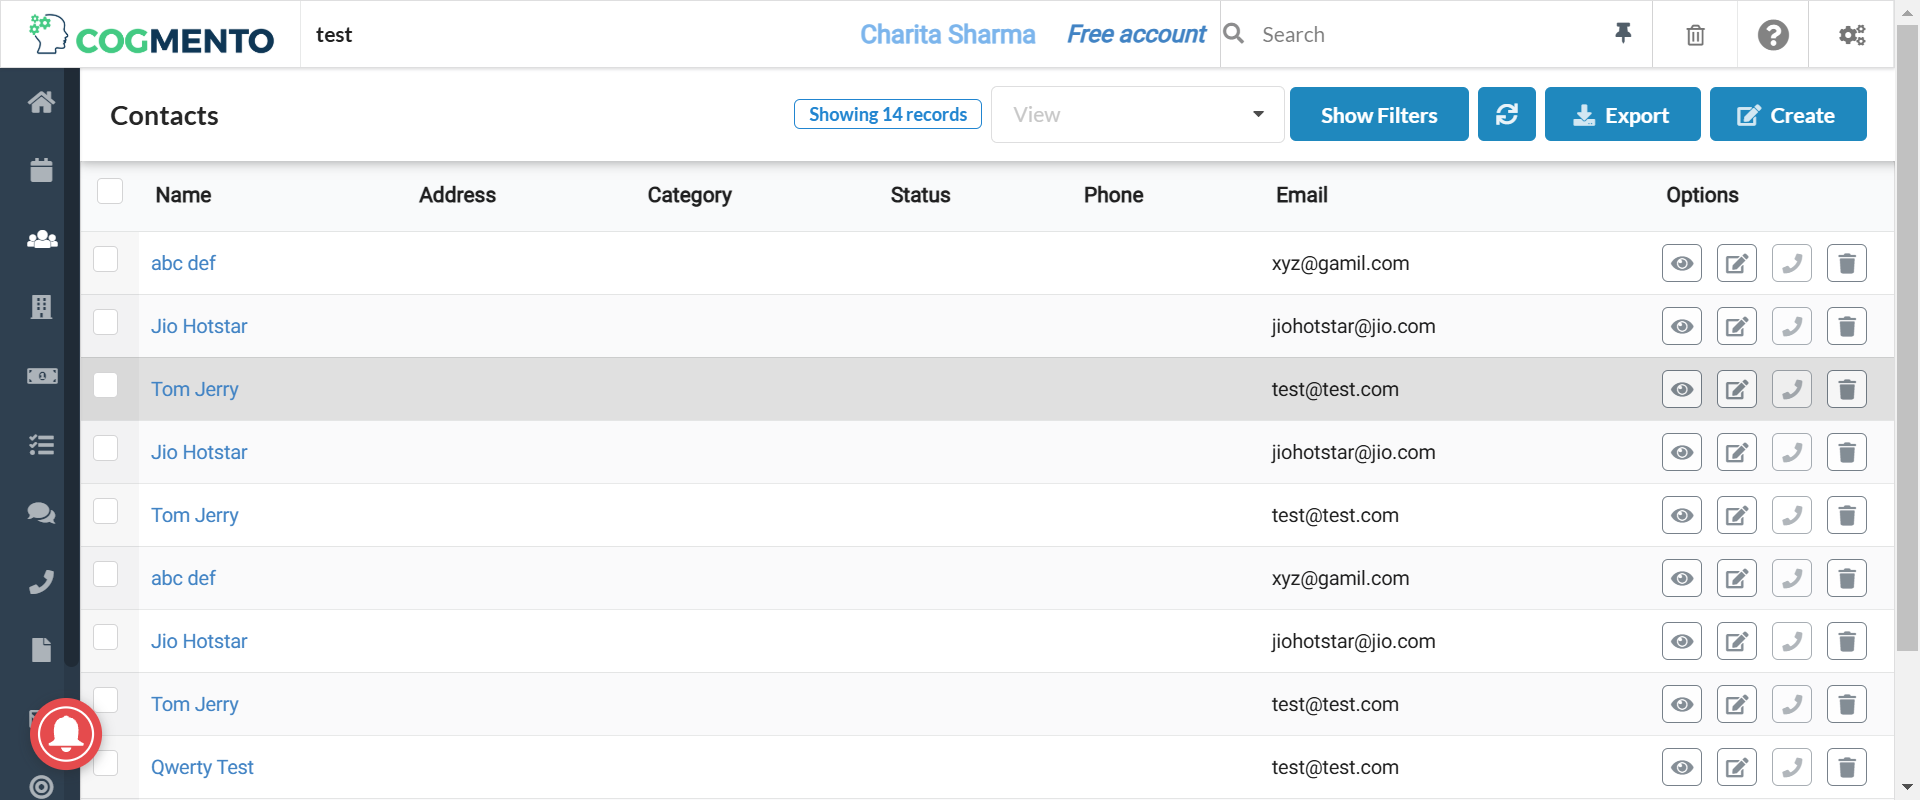 COGMENTO
test
Charita Sharma
Free account
Search
Contacts
Showing 14 records
View
Show Filters
Export
Create
Name Address Category Status Phone Email Options
abc def xyz@gamil.com
Jio Hotstar jiohotstar@jio.com
Tom Jerry test@test.com
Jio Hotstar jiohotstar@jio.com
Tom Jerry test@test.com
abc def xyz@gamil.com
Jio Hotstar jiohotstar@jio.com
Tom Jerry test@test.com
Qwerty Test test@test.com